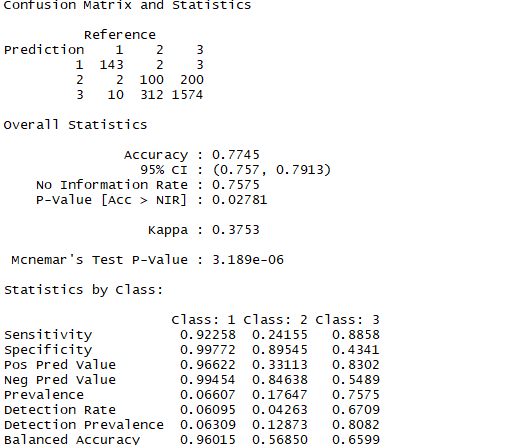 Confusion Matrix and Statistics
Reference
Prediction 1 2 3
1 143 2 3
2 2 100 200
3 10 312 1574
Overall Statistics
Accuracy : 0.7745
95% CI : (0.757, 0.7913)
No Information Rate : 0.7575
P-Value [Acc > NIR] : 0.02781
Kappa : 0.3753
Mcnemar's Test P-Value : 3.189e-06
Statistics by Class:
Class: 1 Class: 2 Class: 3
Sensitivity 0.92258 0.24155 0.8858
Specificity 0.99772 0.89545 0.4341
Pos Pred Value 0.96622 0.33113 0.8302
Neg Pred Value 0.99454 0.84638 0.5489
Prevalence 0.06607 0.17647 0.7575
Detection Rate 0.06095 0.04263 0.6709
Detection Prevalence 0.06309 0.12873 0.8082
Balanced Accuracy 0.96015 0.56850 0.6599